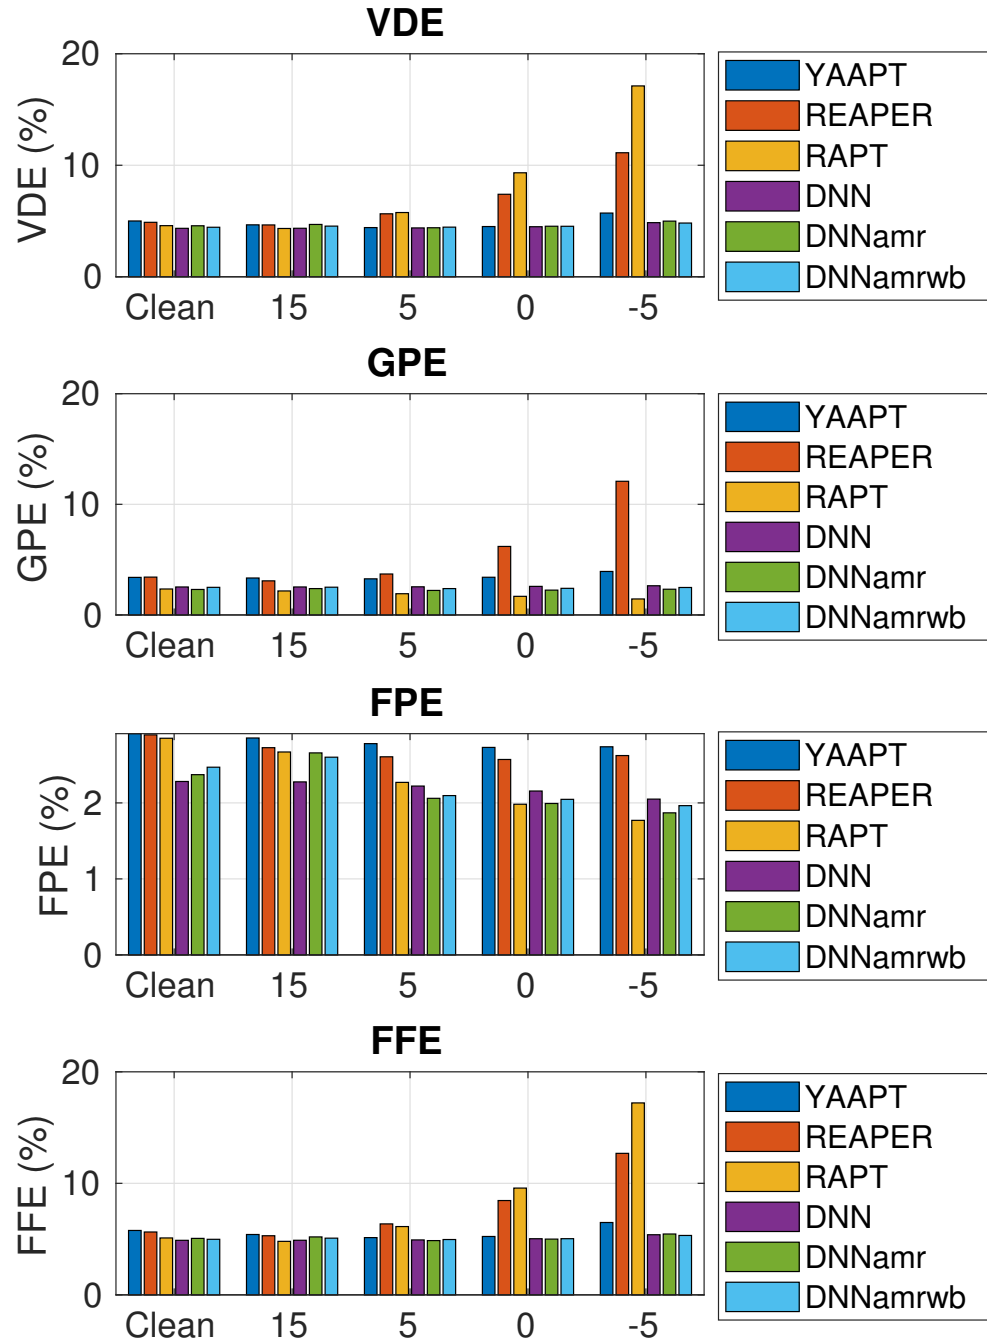 VDE
VDE (%)
20
10
0
Clean 15 5 0 -5
YAAPT
REAPER
RAPT
DNN
DNNamr
DNNamrwb
GPE
GPE (%)
20
10
0
Clean 15 5 0 -5
YAAPT
REAPER
RAPT
DNN
DNNamr
DNNamrwb
FPE
FPE (%)
2
1
0
Clean 15 5 0 -5
YAAPT
REAPER
RAPT
DNN
DNNamr
DNNamrwb
FFE
FFE (%)
20
10
0
Clean 15 5 0 -5
YAAPT
REAPER
RAPT
DNN
DNNamr
DNNamrwb